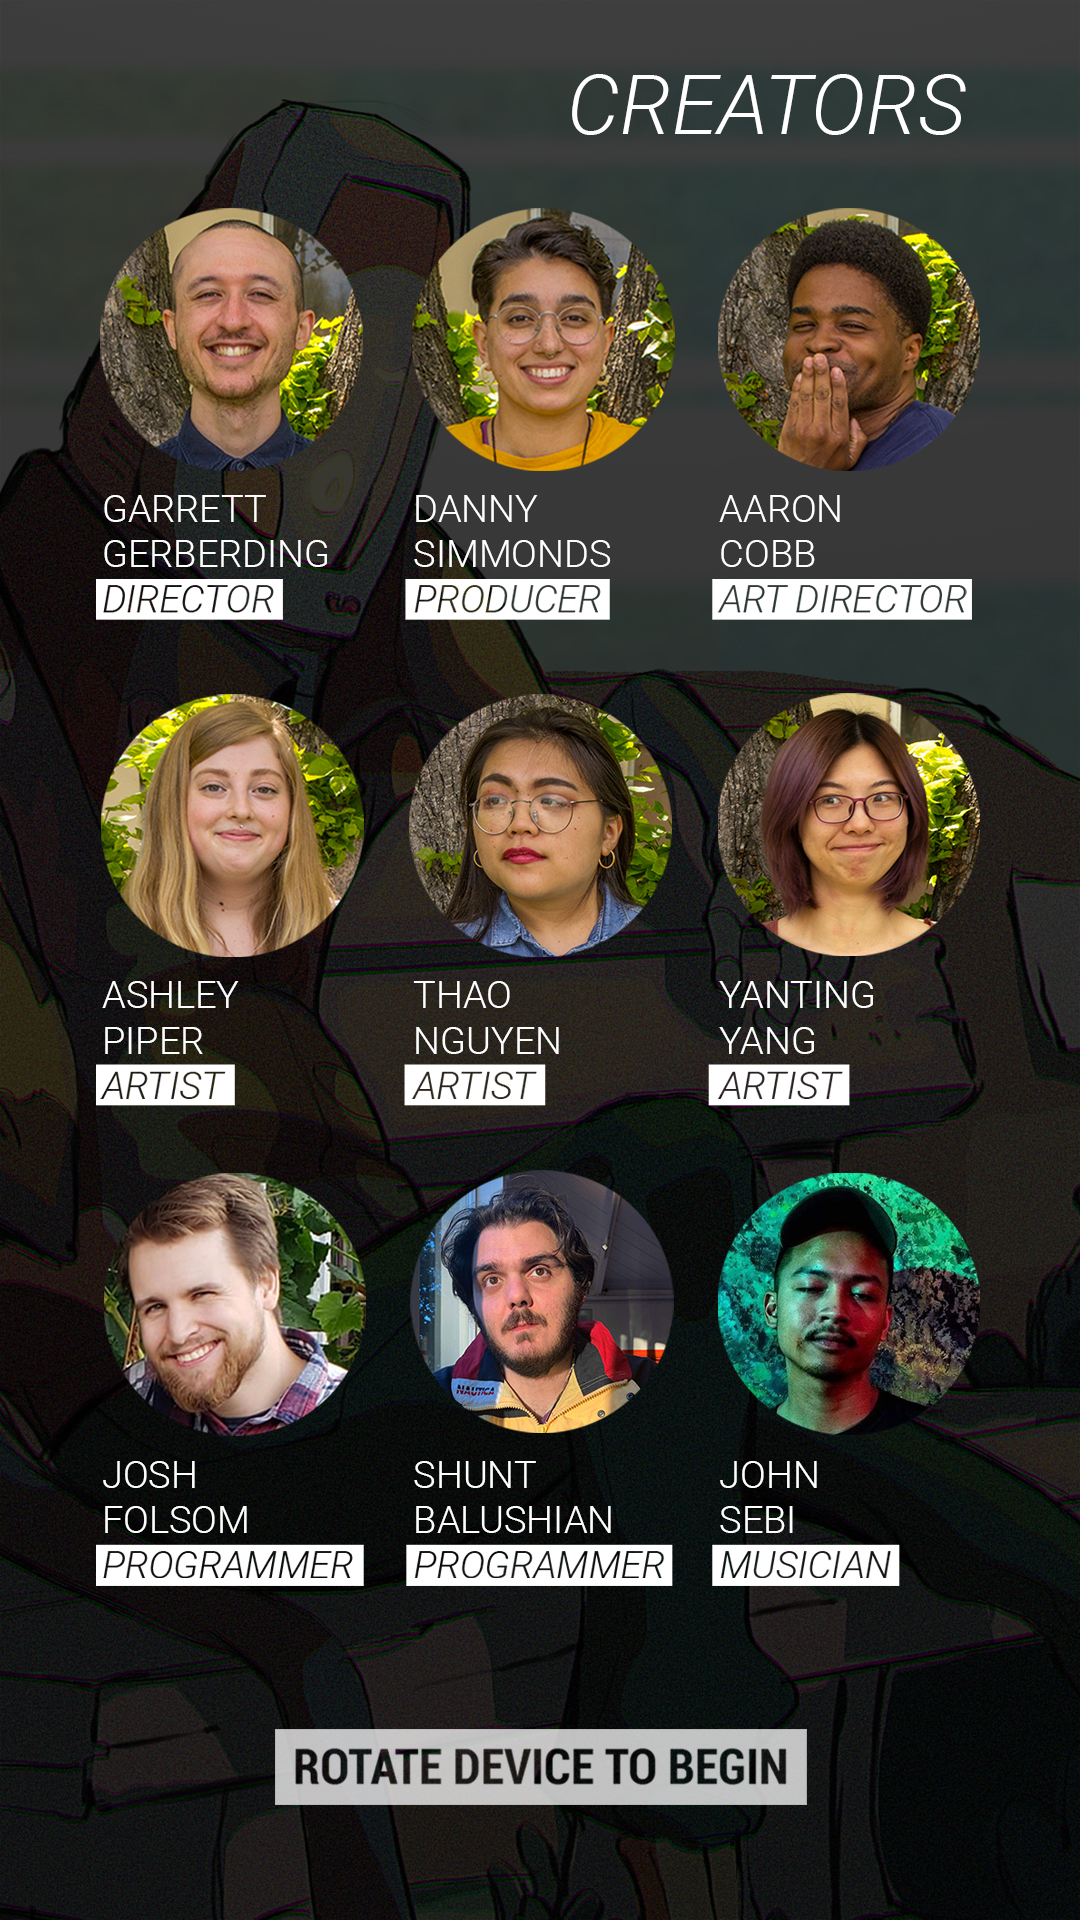 CREATORS
GARRETT
GERBERDING
DIRECTOR
DANNY
SIMMONDS
PRODUCER
AARON
COBB
ART DIRECTOR
ASHLEY
PIPER
ARTIST
THAO
NGUYEN
ARTIST
YANTING
YANG
ARTIST
NAUTICA
JOSH
FOLSOM
PROGRAMMER
SHUNT
BALUSHIAN
PROGRAMMER
JOHN
SEBI
MUSICIAN
ROTATE DEVICE TO BEGIN